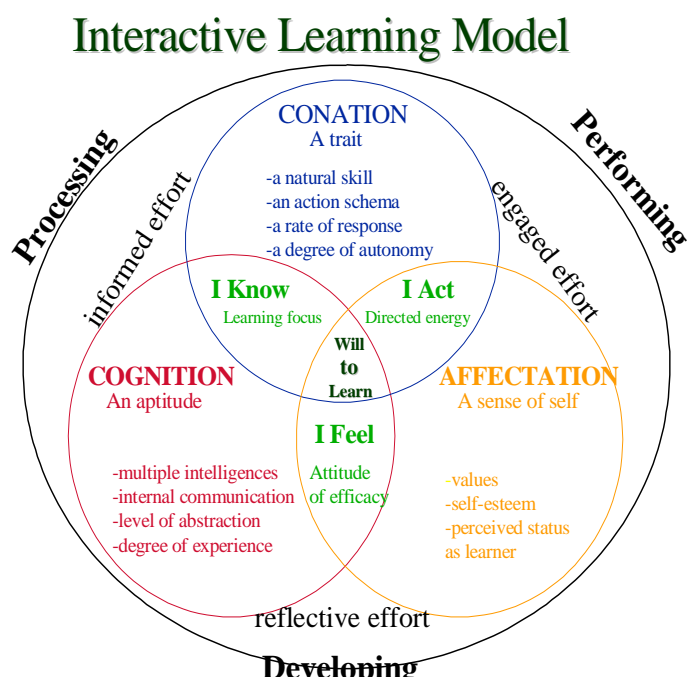 Interactive Learning Model
Processing
Performing
informed effort
engaged effort
CONATION
A trait
-a natural skill
-an action schema
-a rate of response
-a degree of autonomy
I Know
Learning focus
I Act
Directed energy
Will
to
Learn
COGNITION
An aptitude
AFFECTATION
A sense of self
I Feel
Attitude
of efficacy
-multiple intelligences
-internal communication
-level of abstraction
-degree of experience
-values
-self-esteem
-perceived status
as learner
reflective effort
Developing